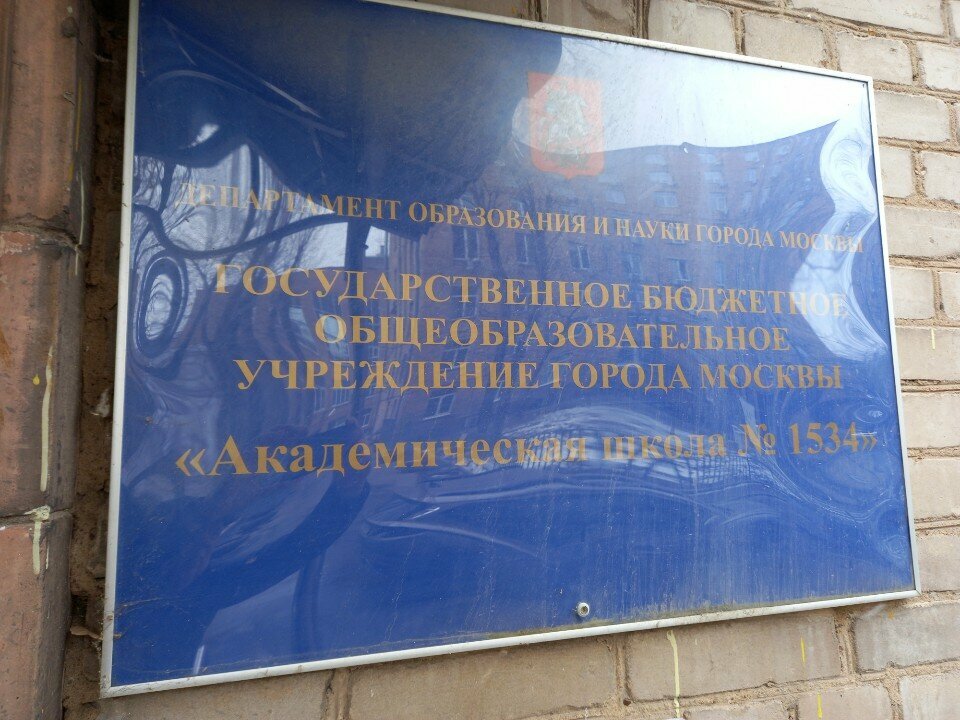 ДЕПАРТАМЕНТ ОБРАЗОВАНИЯ И НАУКИ ГОРОДА МОСКВЫ
ГОСУДАРСТВЕННОЕ БЮДЖЕТНОЕ
ОБЩЕОБРАЗОВАТЕЛЬНОЕ
УЧРЕЖДЕНИЕ ГОРОДА МОСКВЫ
«Академическая школа № 1534»